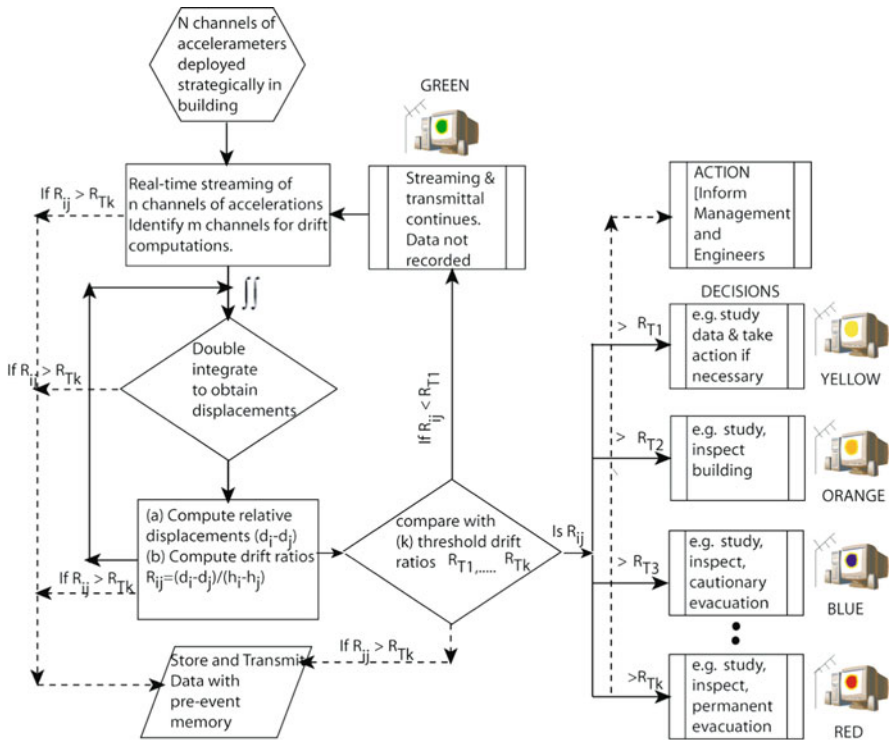 N channels of
accelerameters
deployed
strategically in
building
GREEN
Streaming &
transmittal
continues.
Data not
recorded
Real-time streaming of
n channels of accelerations
Identify m channels for drift
computations.
If Rij > RTk
∬
Double
integrate
to obtain
displacements
If Rij > RTk
(a) Compute relative
displacements (di-dj)
(b) Compute drift ratios
Rij=(di-dj)/(hi-hj)
If Rij > RTk
If Rij < RT1
compare with
(k) threshold drift
ratios RT1,..... RTk
If Rij > RTk
Store and Transmit
Data with
pre-event
memory
Is Rij
ACTION
[Inform
Management
and
Engineers
DECISIONS
> RT1
e.g. study
data & take
action if
necessary
YELLOW
> RT2
e.g. study,
inspect
building
ORANGE
> RT3
e.g. study,
inspect,
cautionary
evacuation
BLUE
>RTk
e.g. study,
inspect,
permanent
evacuation
RED